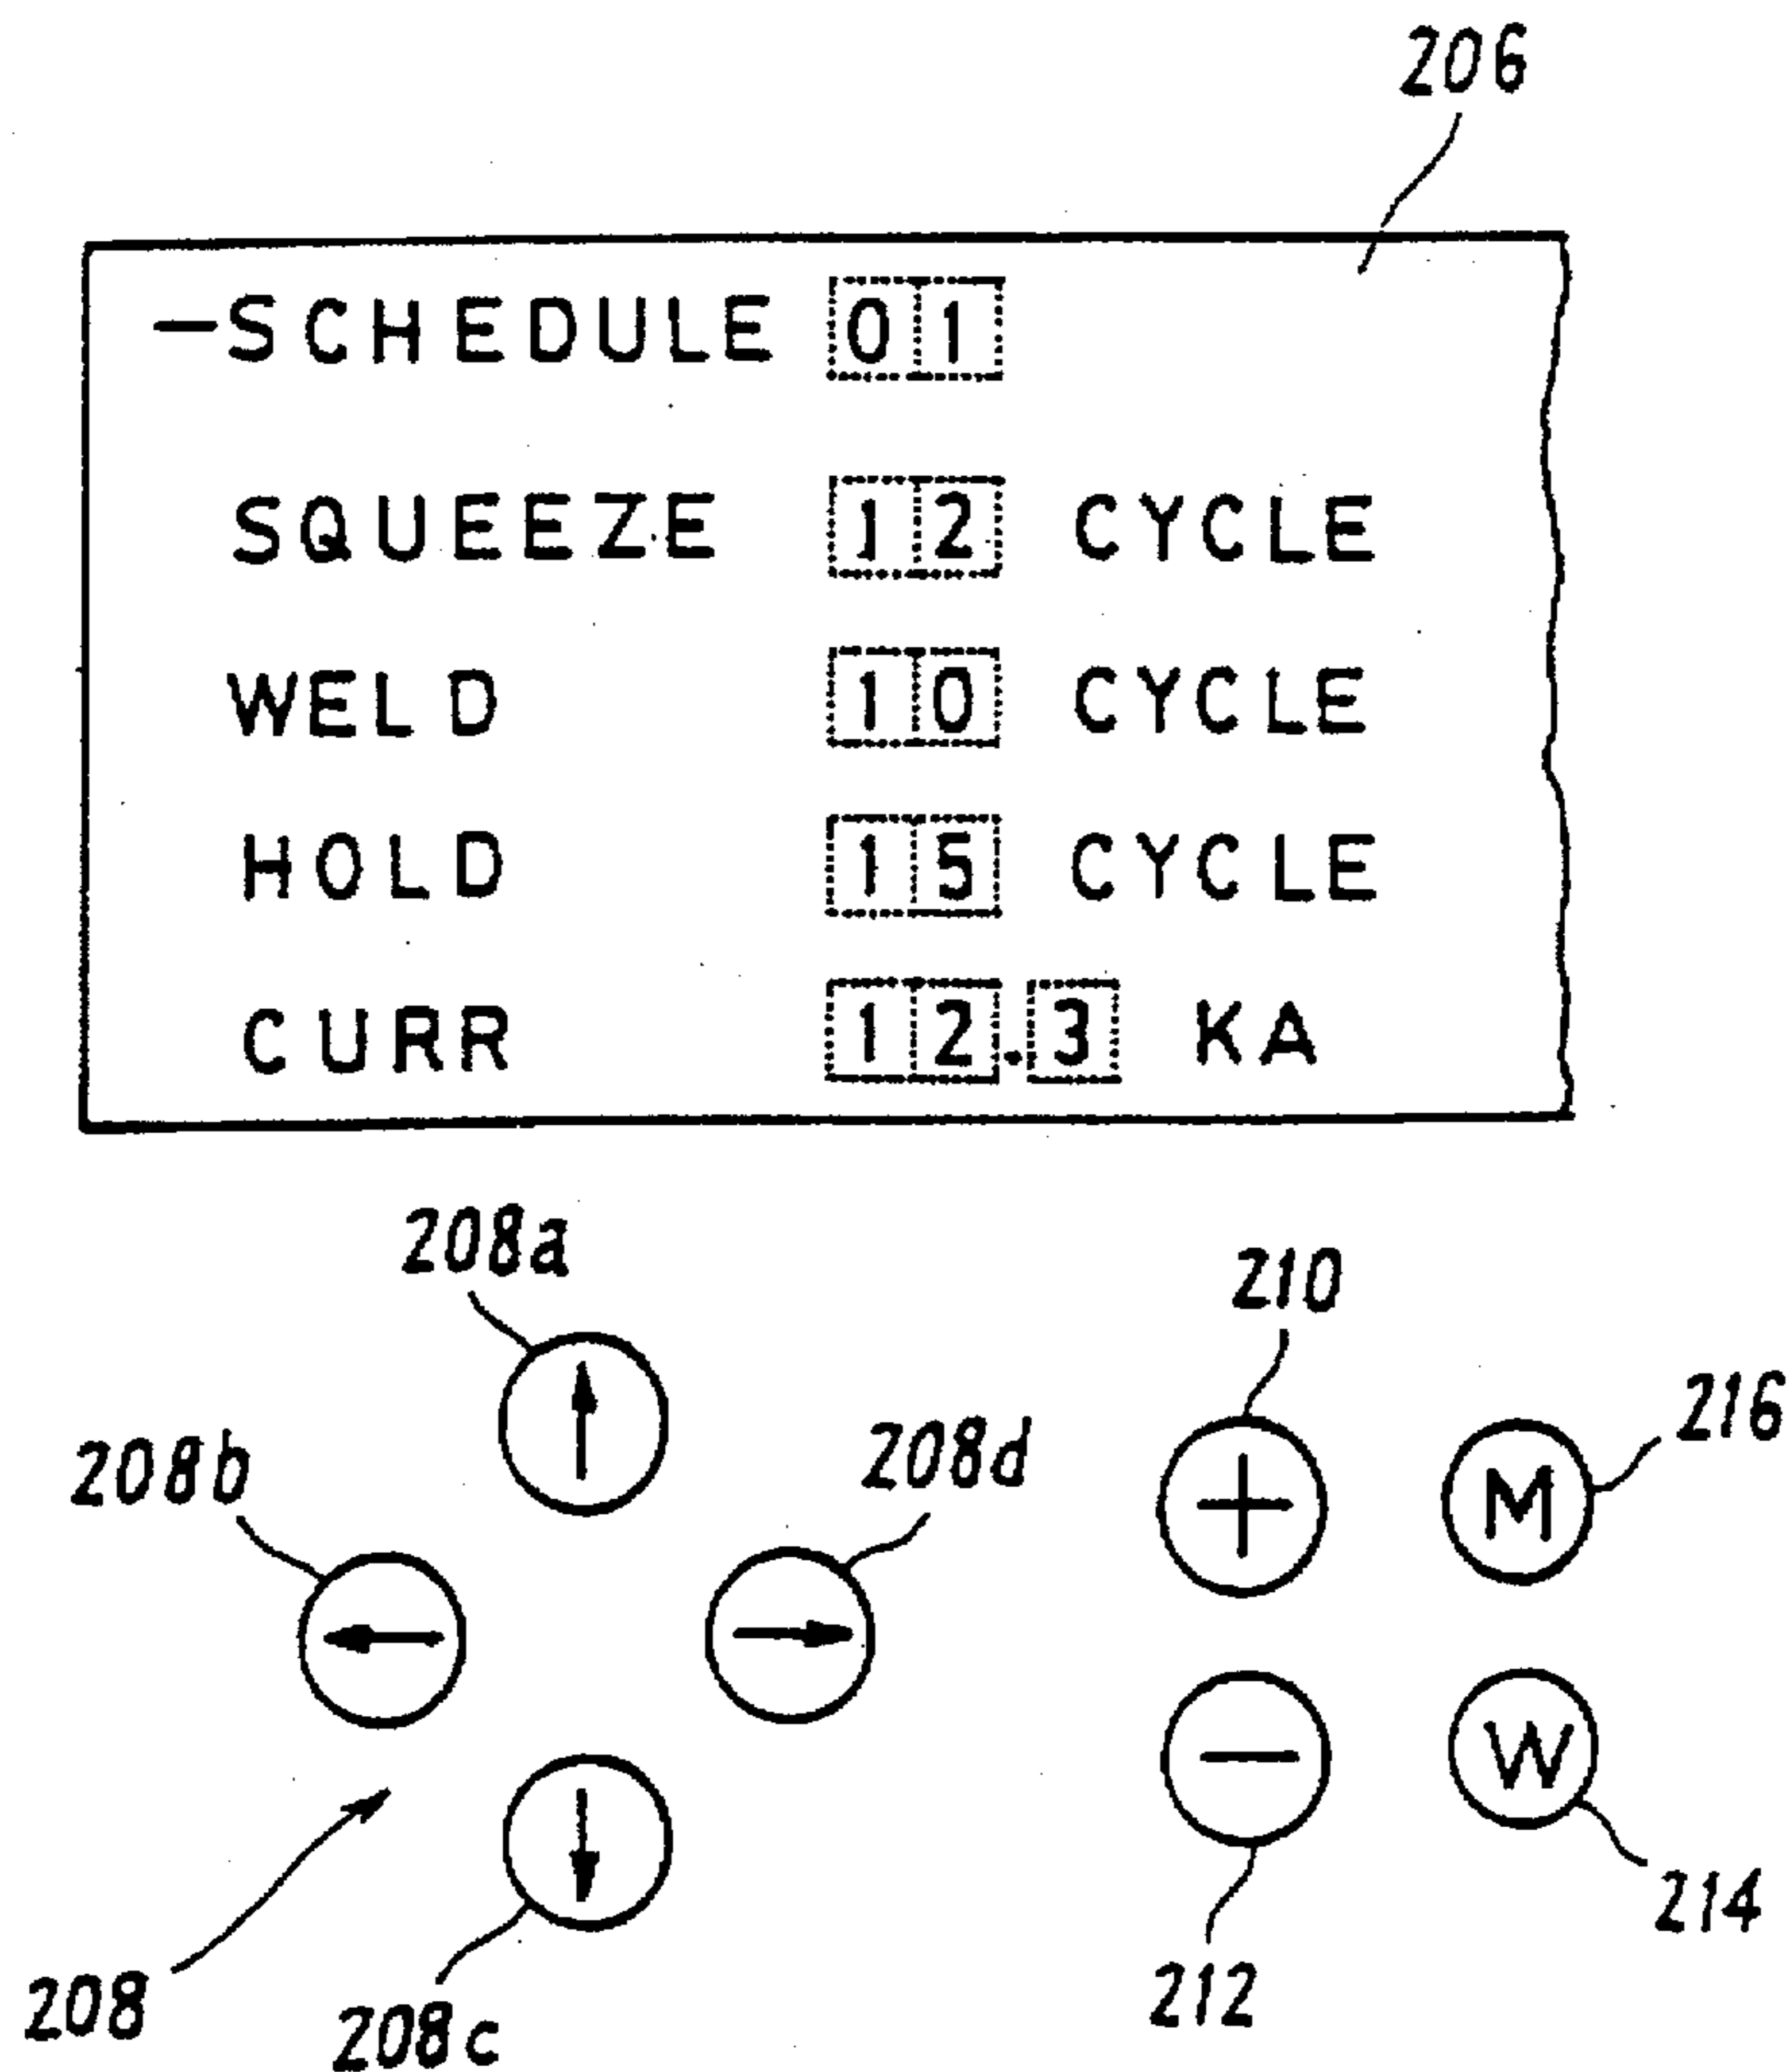 206
—SCHEDULE 01
SQUEEZE 12 CYCLE
WELD 10 CYCLE
HOLD 15 CYCLE
CURR 12.3 KA
208a
210
208b
208d
216
+
M
−
W
208
208c
212
214